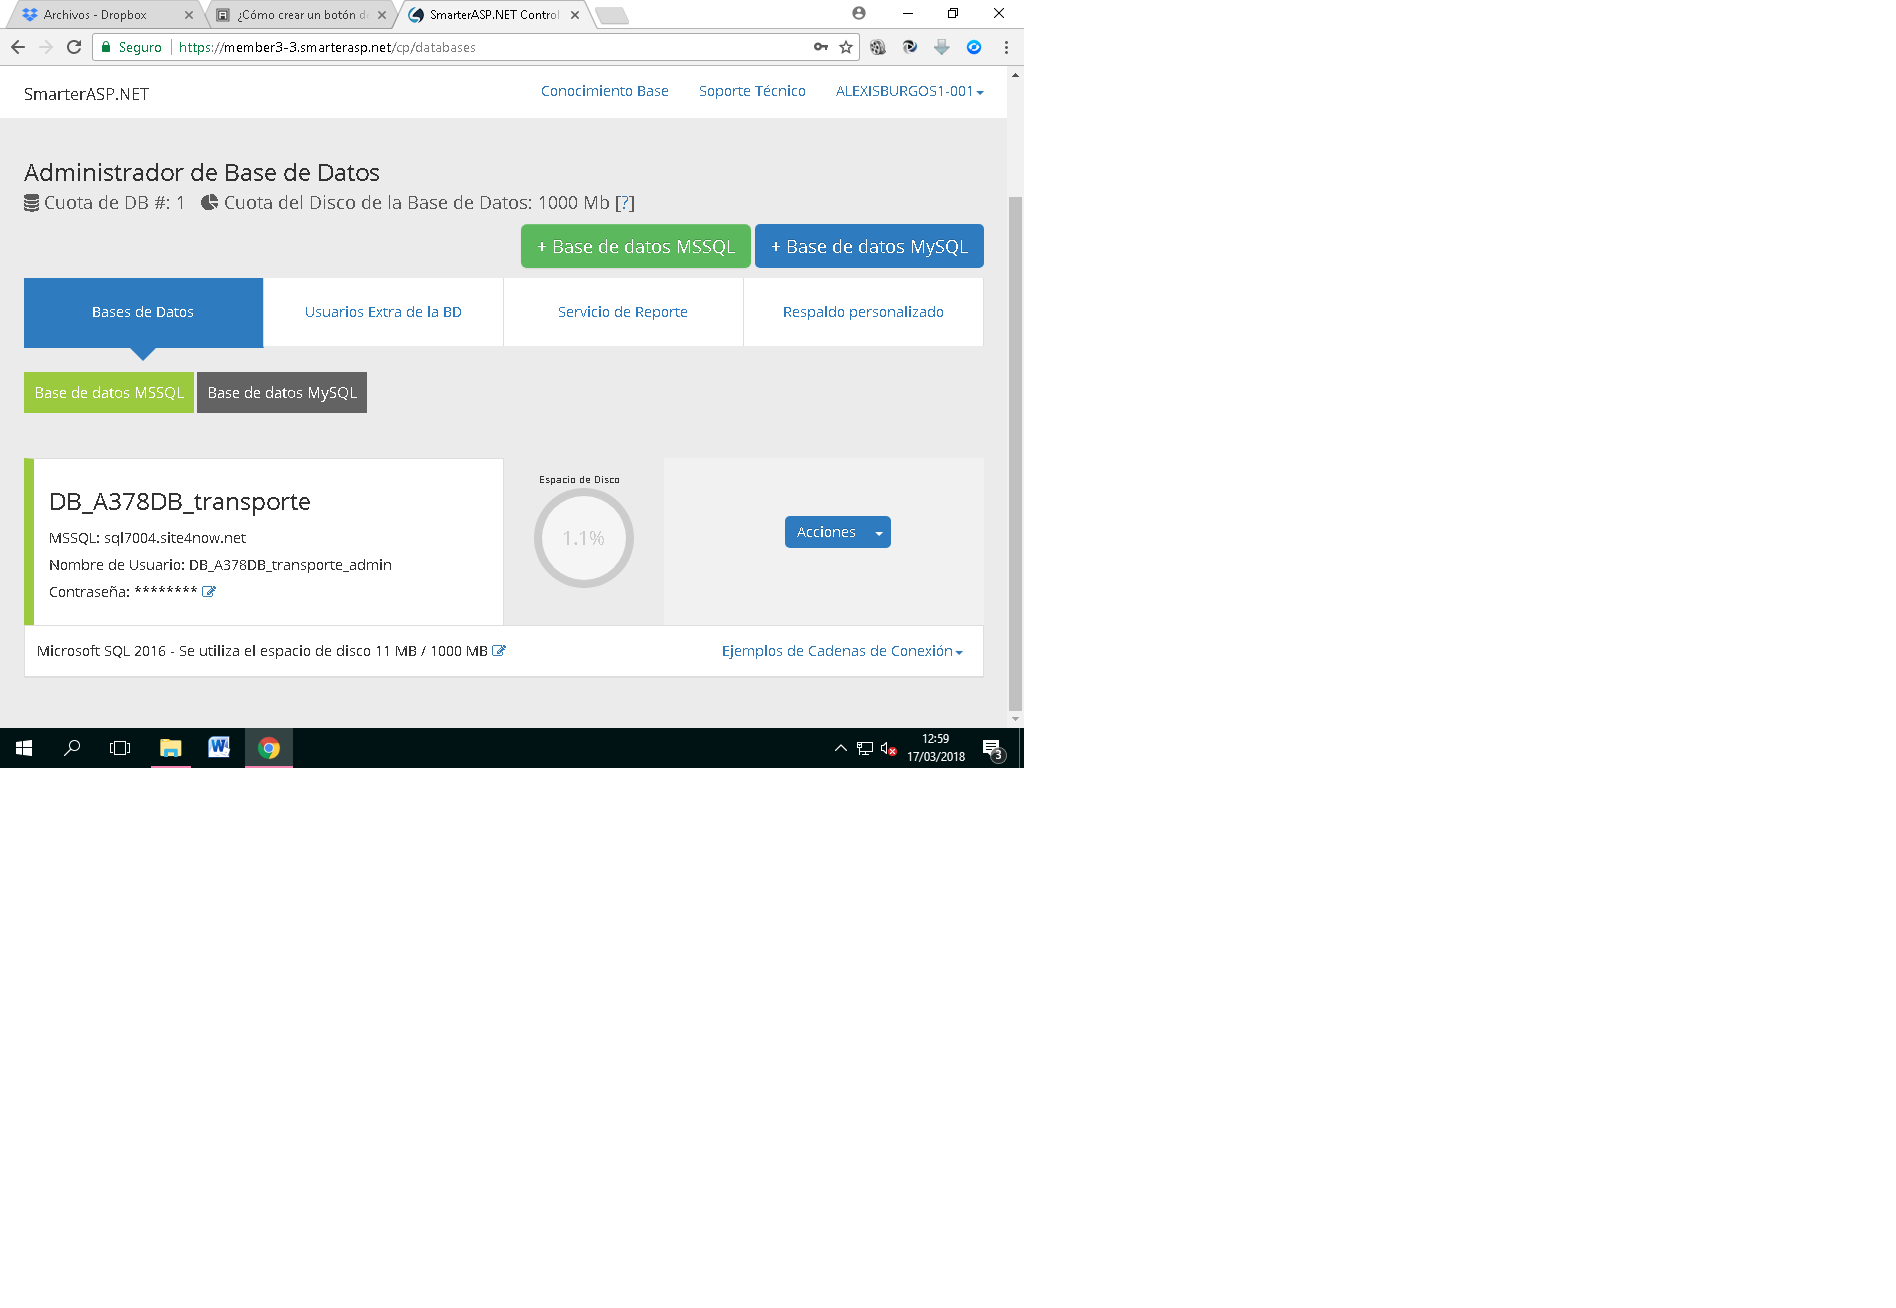 Archivos - Dropbox
¿Cómo crear un botón de
SmarterASP.NET Control
Seguro
https://member3-3.smarterasp.net/cp/databases
SmarterASP.NET
Conocimiento Base
Soporte Técnico
ALEXISBURGOS1-001
Administrador de Base de Datos
Cuota de DB #: 1 Cuota del Disco de la Base de Datos: 1000 Mb [?]
+ Base de datos MSSQL
+ Base de datos MySQL
Bases de Datos
Usuarios Extra de la BD
Servicio de Reporte
Respaldo personalizado
Base de datos MSSQL
Base de datos MySQL
DB_A378DB_transporte
MSSQL: sql7004.site4now.net
Nombre de Usuario: DB_A378DB_transporte_admin
Contraseña: ********
Espacio de Disco
1.1%
Acciones
Microsoft SQL 2016 - Se utiliza el espacio de disco 11 MB / 1000 MB
Ejemplos de Cadenas de Conexión
12:59
17/03/2018
3